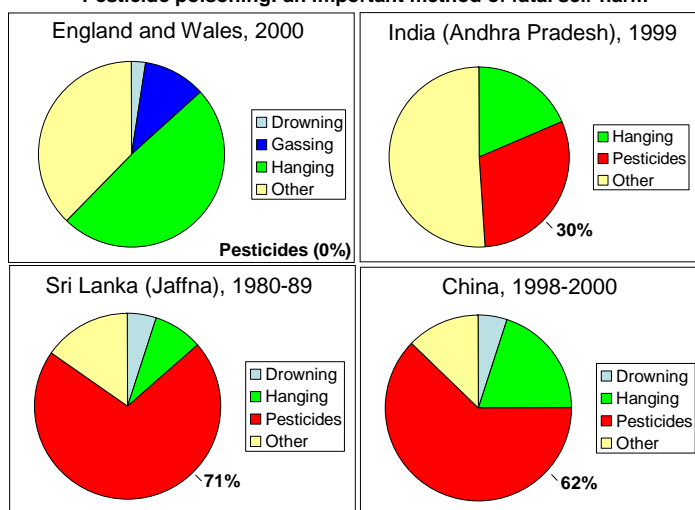 Pesticide poisoning: an important method of fatal self-harm
England and Wales, 2000
Drowning
Gassing
Hanging
Other
Pesticides (0%)
India (Andhra Pradesh), 1999
Hanging
Pesticides
Other
30%
Sri Lanka (Jaffna), 1980-89
Drowning
Hanging
Pesticides
Other
71%
China, 1998-2000
Drowning
Hanging
Pesticides
Other
62%